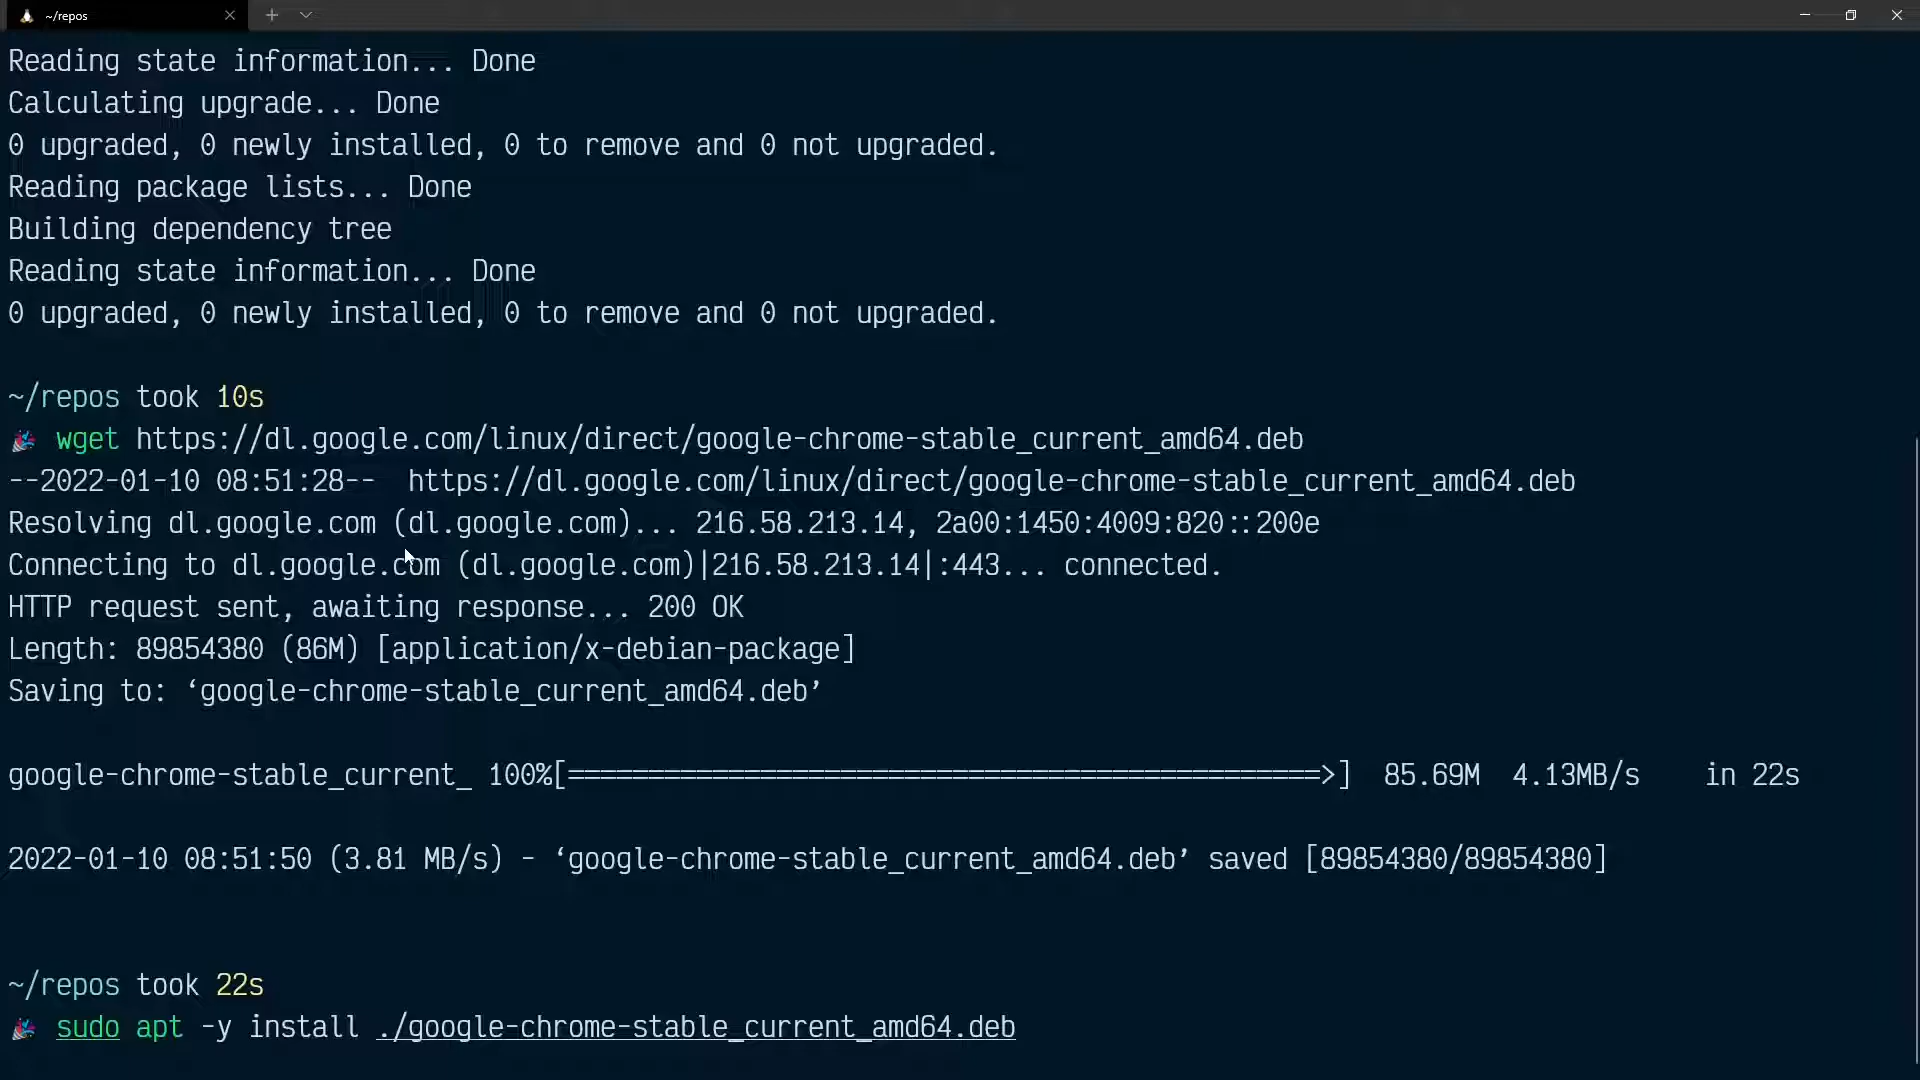 ~/repos
Reading state information... Done
Calculating upgrade... Done
0 upgraded, 0 newly installed, 0 to remove and 0 not upgraded.
Reading package lists... Done
Building dependency tree
Reading state information... Done
0 upgraded, 0 newly installed, 0 to remove and 0 not upgraded.
~/repos took 10s
wget https://dl.google.com/linux/direct/google-chrome-stable_current_amd64.deb
--2022-01-10 08:51:28--  https://dl.google.com/linux/direct/google-chrome-stable_current_amd64.deb
Resolving dl.google.com (dl.google.com)... 216.58.213.14, 2a00:1450:4009:820::200e
Connecting to dl.google.com (dl.google.com)|216.58.213.14|:443... connected.
HTTP request sent, awaiting response... 200 OK
Length: 89854380 (86M) [application/x-debian-package]
Saving to: ‘google-chrome-stable_current_amd64.deb’
google-chrome-stable_current_ 100%[===============================================>]  85.69M  4.13MB/s    in 22s
2022-01-10 08:51:50 (3.81 MB/s) - ‘google-chrome-stable_current_amd64.deb’ saved [89854380/89854380]
~/repos took 22s
sudo apt -y install ./google-chrome-stable_current_amd64.deb